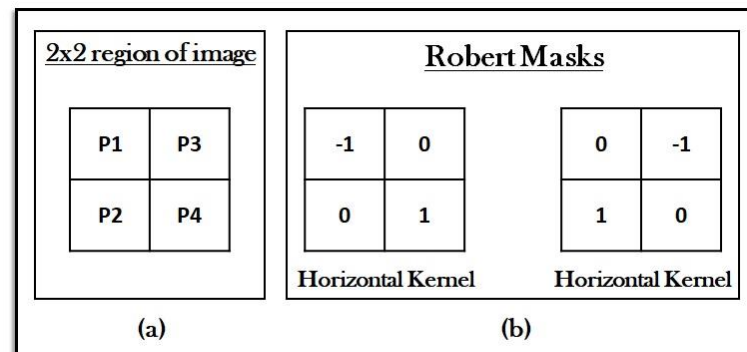 2x2 region of image
P1 P3
P2 P4
(a)
Robert Masks
-1 0
0 1
Horizontal Kernel
0 -1
1 0
Horizontal Kernel
(b)